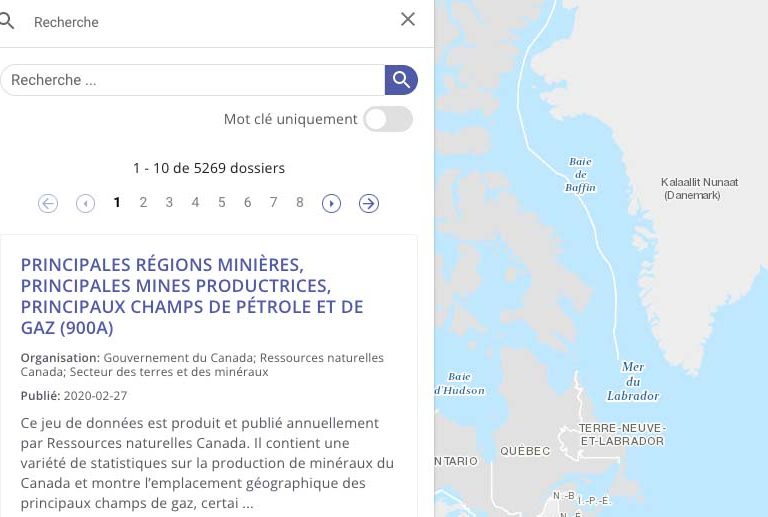 Recherche
Recherche ...
Mot clé uniquement
1 - 10 de 5269 dossiers
1 2 3 4 5 6 7 8
PRINCIPALES RÉGIONS MINIÈRES,
PRINCIPALES MINES PRODUCTRICES,
PRINCIPAUX CHAMPS DE PÉTROLE ET DE
GAZ (900A)
Organisation: Gouvernement du Canada; Ressources naturelles
Canada; Secteur des terres et des minéraux
Publié: 2020-02-27
Ce jeu de données est produit et publié annuellement
par Ressources naturelles Canada. Il contient une
variété de statistiques sur la production de minéraux du
Canada et montre l’emplacement géographique des
principaux champs de gaz, certai ...
Baie
de
Baffin
Kalaallit Nunaat
(Danemark)
Mer
du
Labrador
Baie
d'Hudson
TERRE-NEUVE-
ET-LABRADOR
QUÉBEC
NTARIO
N.-B.
Î.-P.-É.
N.-É.